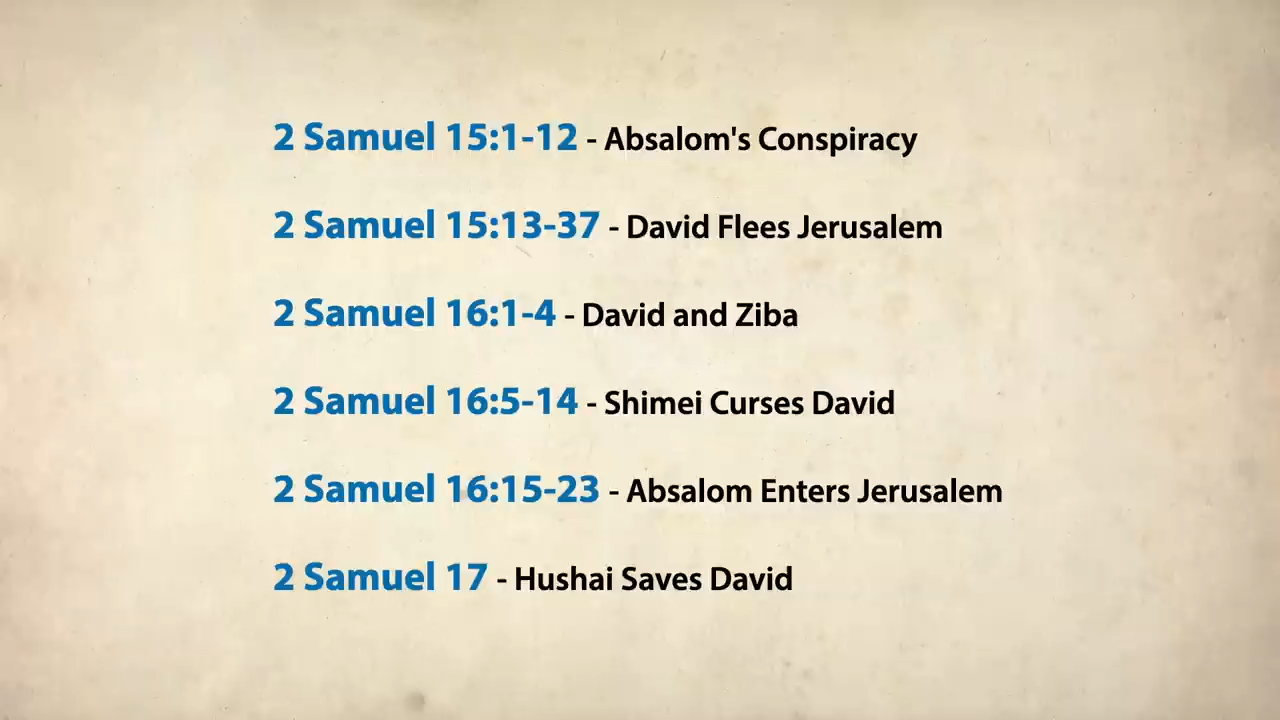 2 Samuel 15:1-12 - Absalom's Conspiracy
2 Samuel 15:13-37 - David Flees Jerusalem
2 Samuel 16:1-4 - David and Ziba
2 Samuel 16:5-14 - Shimei Curses David
2 Samuel 16:15-23 - Absalom Enters Jerusalem
2 Samuel 17 - Hushai Saves David